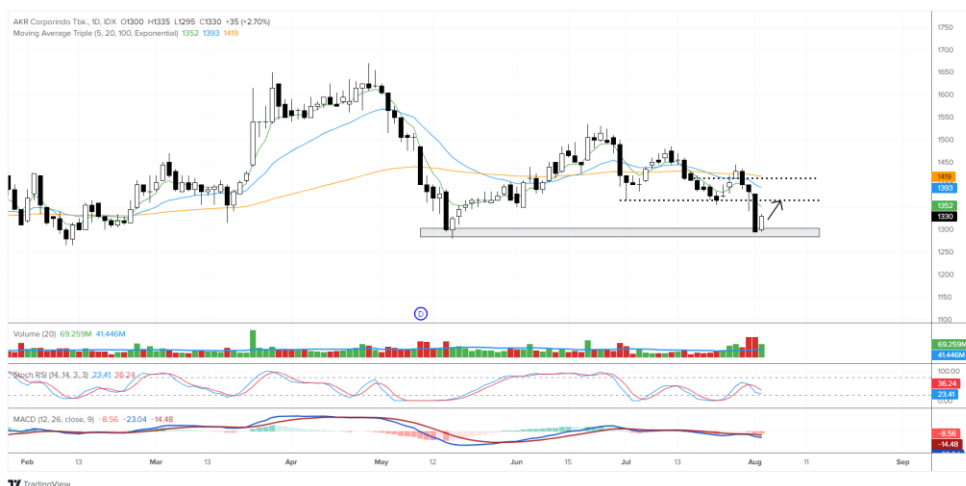 AKR Corporindo Tbk., 1D, IDX O1300 H1335 L1295 C1330 +35 (+2.70%)
Moving Average Triple (5, 20, 100, Exponential) 1352 1393 1419
1750
1700
1650
1600
1550
1500
1450
1419
1393
1352
1330
1300
1250
1200
1150
1100
D
Volume (20) 69.259M 41.446M
69.259M
41.446M
Stoch RSI (14, 14, 3, 3) 23.41 36.24
100.00
36.24
23.41
0.00
MACD (12, 26, close, 9) -8.56 -23.04 -14.48
-8.56
-14.48
Feb 13 Mar 13 Apr May 12 Jun 15 Jul 13 Aug 11 Sep
TradingView